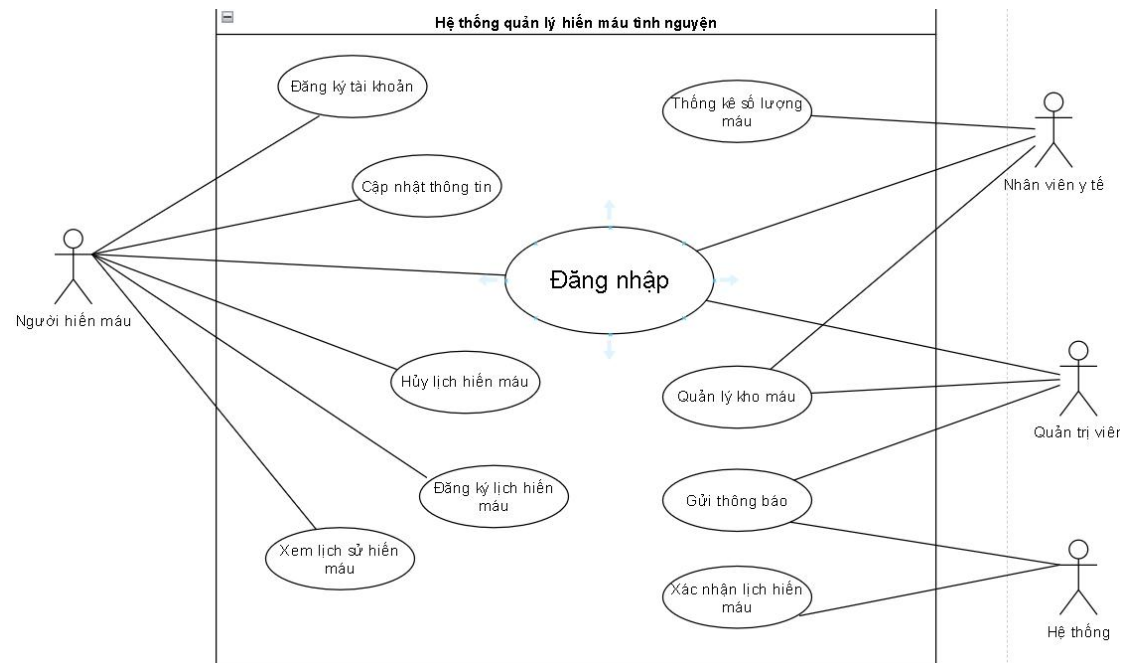 Hệ thống quản lý hiến máu tình nguyện
Đăng ký tài khoản
Thống kê số lượng
máu
Nhân viên y tế
Cập nhật thông tin
Đăng nhập
Người hiến máu
Hủy lịch hiến máu
Quản lý kho máu
Quản trị viên
Đăng ký lịch hiến
máu
Gửi thông báo
Xem lịch sử hiến
máu
Xác nhận lịch hiến
máu
Hệ thống